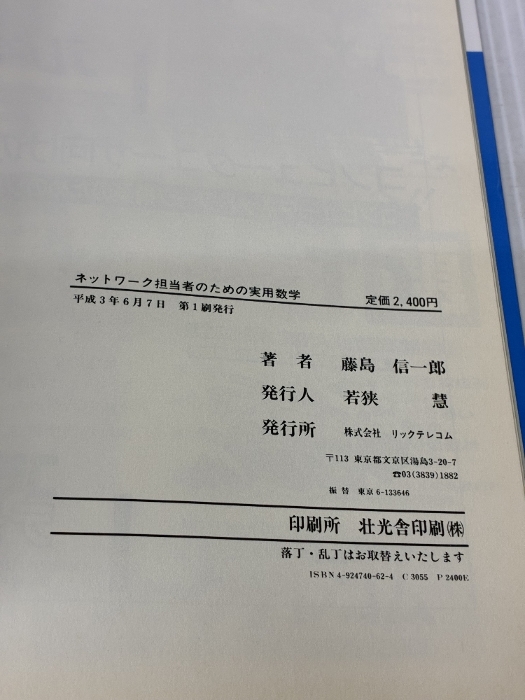 ネットワーク担当者のための実用数学 定価2,400円
平成3年6月7日 第1刷発行
著者 藤島 信一郎
発行人 若狭 慧
発行所 株式会社 リックテレコム
〒113 東京都文京区湯島3-20-7
☎03(3839)1882
振替 東京6-133646
印刷所 壮光舎印刷㈱
落丁・乱丁はお取替えいたします
ISBN4-924740-62-4 C3055 P2400E